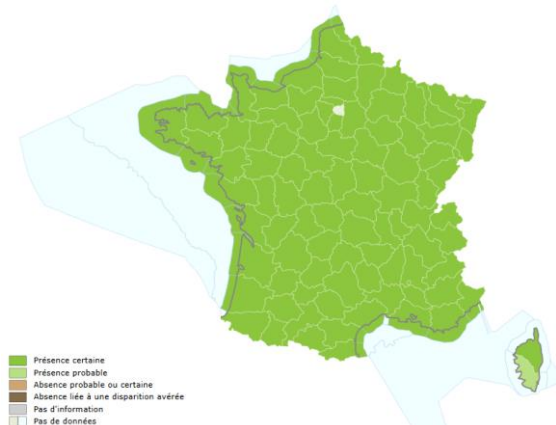 Présence certaine
Présence probable
Absence probable ou certaine
Absence liée à une disparition avérée
Pas d'information
Pas de données